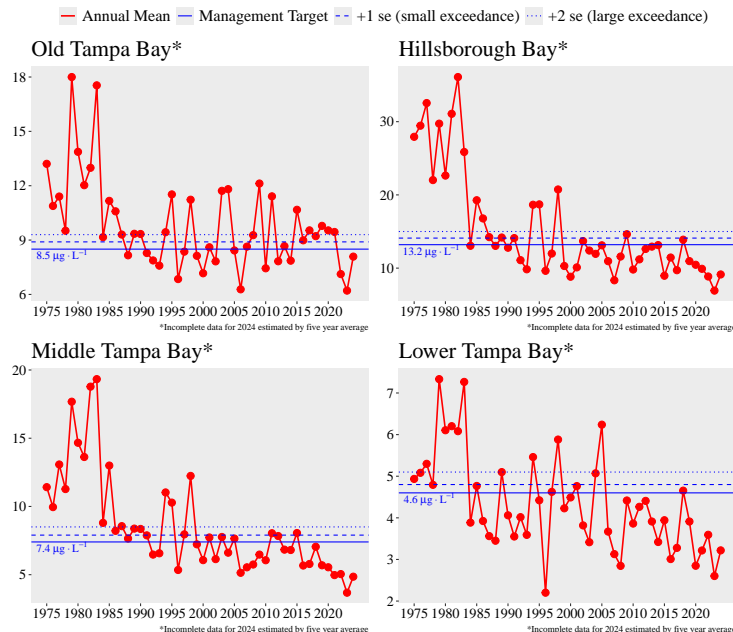 Annual Mean Management Target +1 se (small exceedance) +2 se (large exceedance)
Old Tampa Bay*
18
15
12
9
6
8.5 μg · L⁻¹
1975 1980 1985 1990 1995 2000 2005 2010 2015 2020
*Incomplete data for 2024 estimated by five year average
Hillsborough Bay*
30
20
10
13.2 μg · L⁻¹
1975 1980 1985 1990 1995 2000 2005 2010 2015 2020
*Incomplete data for 2024 estimated by five year average
Middle Tampa Bay*
20
15
10
5
7.4 μg · L⁻¹
1975 1980 1985 1990 1995 2000 2005 2010 2015 2020
*Incomplete data for 2024 estimated by five year average
Lower Tampa Bay*
7
6
5
4
3
2
4.6 μg · L⁻¹
1975 1980 1985 1990 1995 2000 2005 2010 2015 2020
*Incomplete data for 2024 estimated by five year average